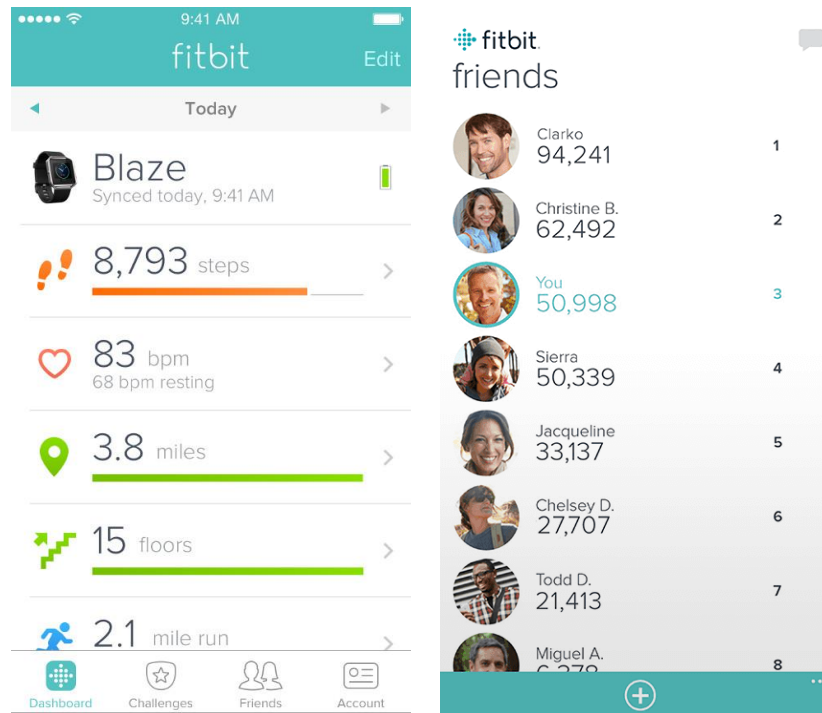 9:41 AM
fitbit
Edit
Today
Blaze
Synced today, 9:41 AM
8,793 steps
83 bpm
68 bpm resting
3.8 miles
15 floors
2.1 mile run
Dashboard
Challenges
Friends
Account
fitbit.
friends
Clarko
94,241
1
Christine B.
62,492
2
You
50,998
3
Sierra
50,339
4
Jacqueline
33,137
5
Chelsey D.
27,707
6
Todd D.
21,413
7
Miguel A.
8